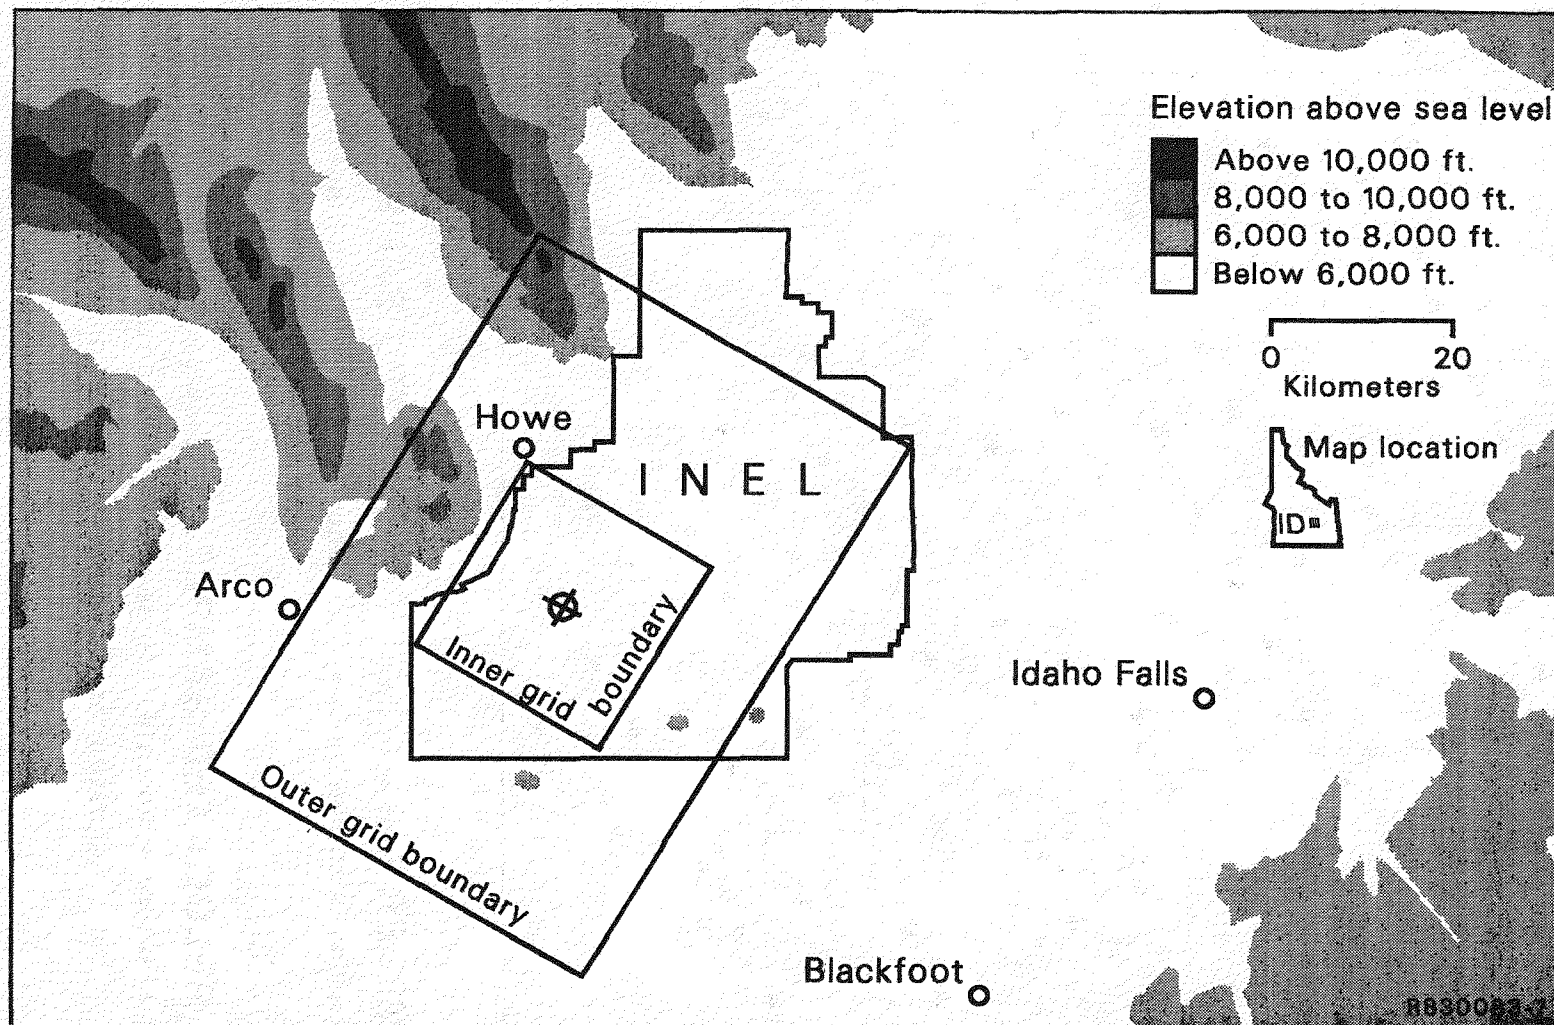 Elevation above sea level
Above 10,000 ft.
8,000 to 10,000 ft.
6,000 to 8,000 ft.
Below 6,000 ft.
0 20
Kilometers
Map location
ID
Howe
I N E L
Arco
Inner grid boundary
Idaho Falls
Outer grid boundary
Blackfoot